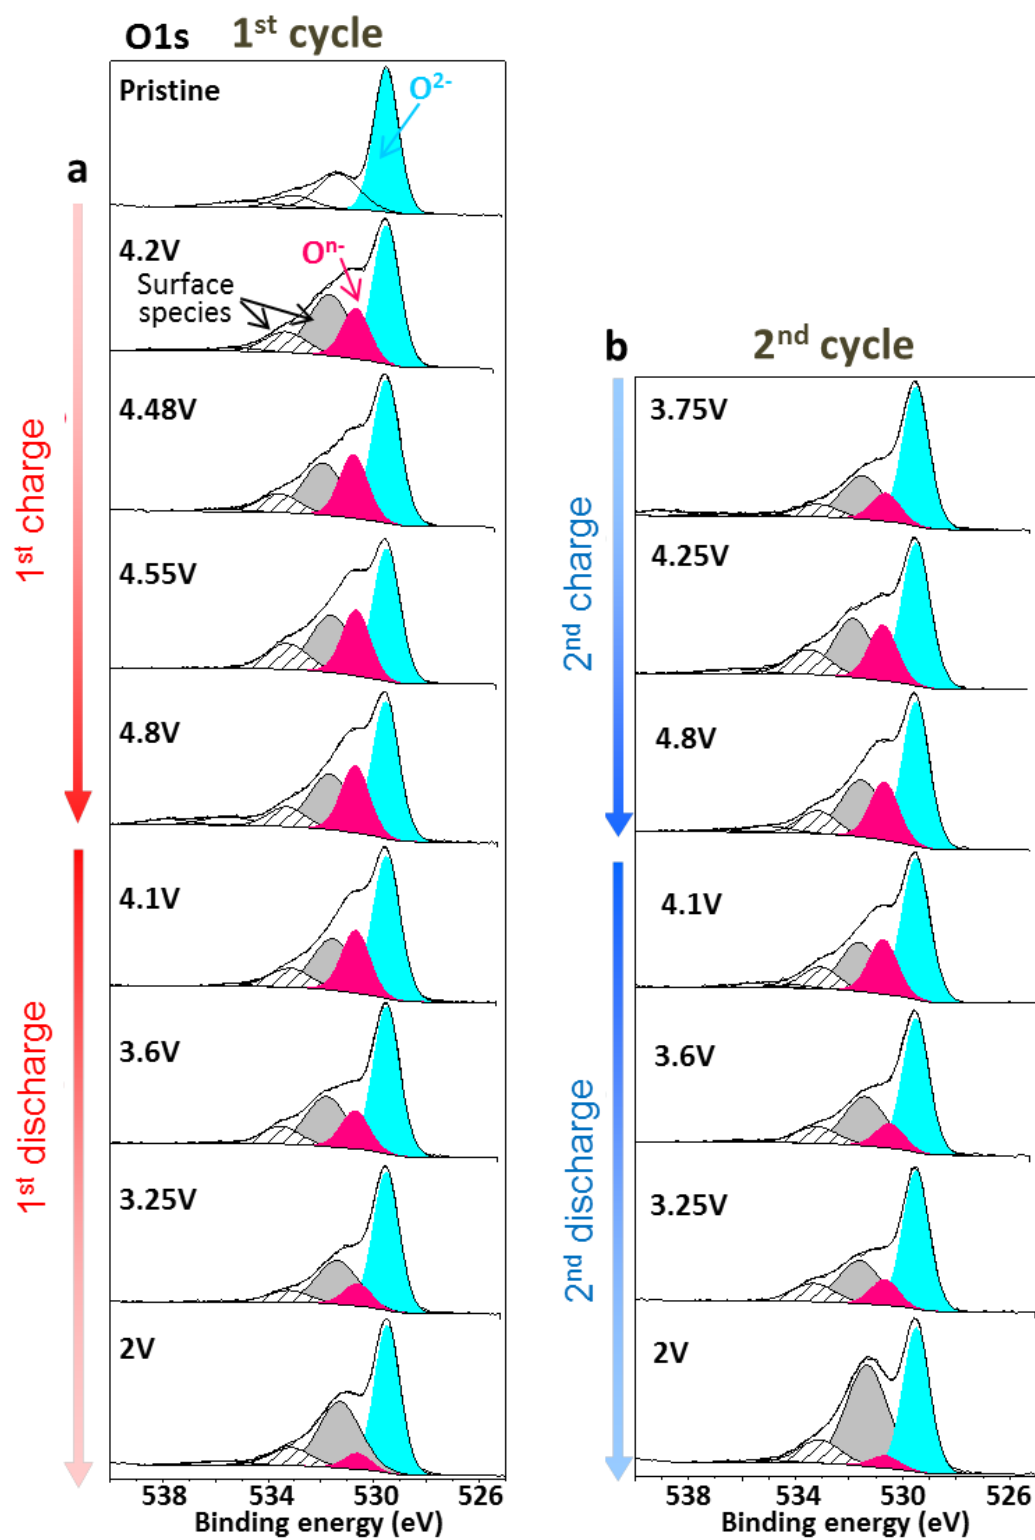 O1s 1st cycle
Pristine
O2-
a
4.2V
On-
Surface
species
4.48V
4.55V
4.8V
4.1V
3.6V
3.25V
2V
1st charge
1st discharge
538 534 530 526
Binding energy (eV)
b 2nd cycle
3.75V
4.25V
4.8V
4.1V
3.6V
3.25V
2V
2nd charge
2nd discharge
538 534 530 526
Binding energy (eV)